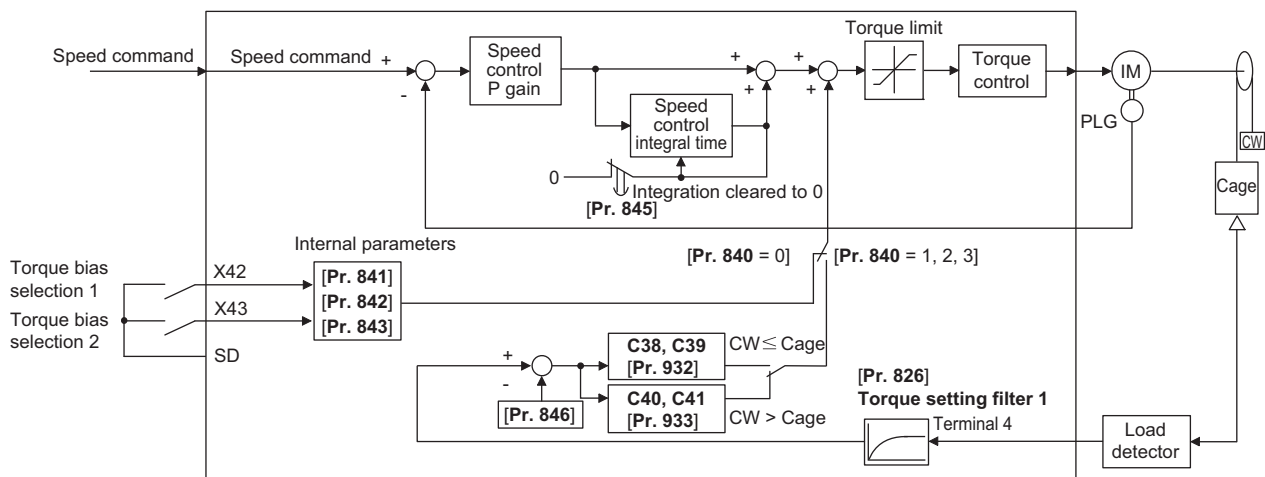 Torque limit
Speed command
Speed command
+
-
Speed
control
P gain
+
+
+
+
Torque
control
IM
PLG
CW
Cage
Speed
control
integral time
0
Integration cleared to 0
[Pr. 845]
Internal parameters
[Pr. 840 = 0]
[Pr. 840 = 1, 2, 3]
Torque bias
selection 1
X42
[Pr. 841]
[Pr. 842]
[Pr. 843]
Torque bias
selection 2
X43
SD
+
-
[Pr. 846]
C38, C39
[Pr. 932]
CW ≤ Cage
C40, C41
[Pr. 933]
CW > Cage
[Pr. 826]
Torque setting filter 1
Terminal 4
Load
detector